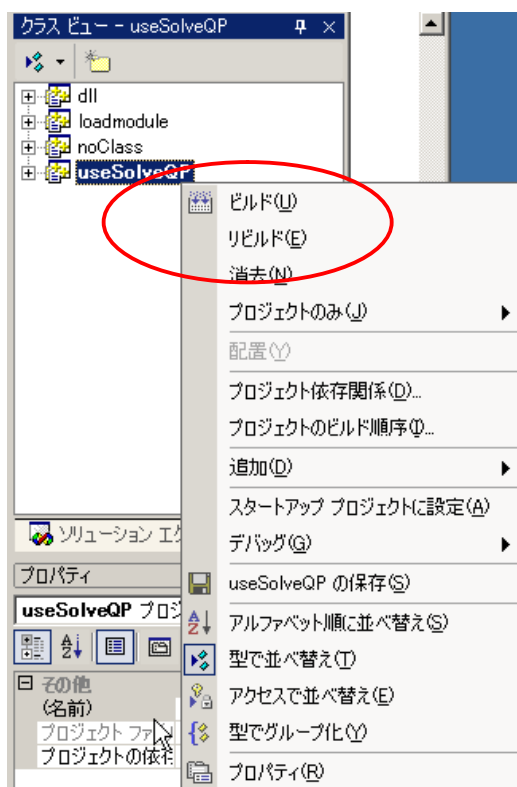 クラス ビュー - useSolveQP
dll
loadmodule
noClass
useSolveQP
ビルド(U)
リビルド(E)
消去(N)
プロジェクトのみ(J)
配置(Y)
プロジェクト依存関係(D)...
プロジェクトのビルド順序(I)...
追加(D)
スタートアップ プロジェクトに設定(A)
デバッグ(G)
useSolveQP の保存(S)
アルファベット順に並べ替え(S)
型で並べ替え(T)
アクセスで並べ替え(E)
型でグループ化(Y)
プロパティ(R)
ソリューション エク
プロパティ
useSolveQP プロジ
その他
(名前)
プロジェクト ファイ
プロジェクトの依存